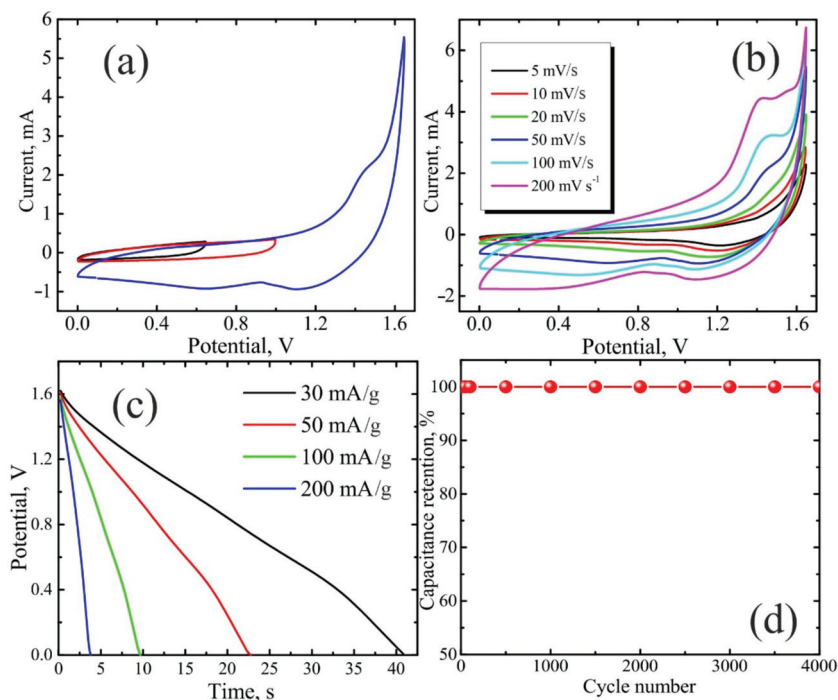 (a)
Current, mA
6
5
4
3
2
1
0
−1
0.0 0.4 0.8 1.2 1.6
Potential, V
(b)
5 mV/s
10 mV/s
20 mV/s
50 mV/s
100 mV/s
200 mV s⁻¹
Current, mA
6
4
2
0
−2
0.0 0.4 0.8 1.2 1.6
Potential, V
(c)
30 mA/g
50 mA/g
100 mA/g
200 mA/g
Potential, V
1.6
1.2
0.8
0.4
0.0
0 5 10 15 20 25 30 35 40
Time, s
Capacitance retention, %
100
90
80
70
60
50
(d)
0 1000 2000 3000 4000
Cycle number